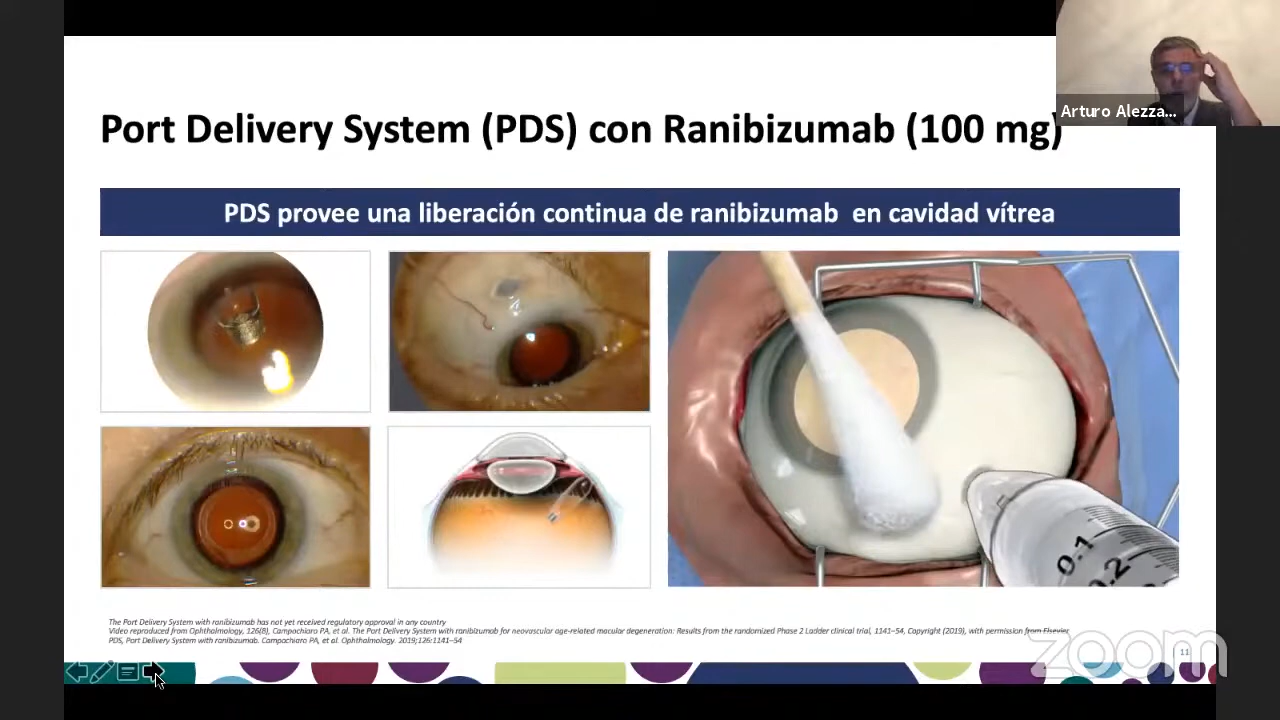 Arturo Alezza...
Port Delivery System (PDS) con Ranibizumab (100 mg)
PDS provee una liberación continua de ranibizumab en cavidad vítrea
0.1
0.2
The Port Delivery System with ranibizumab has not yet received regulatory approval in any country
Video reproduced from Ophthalmology, 126(8), Campochiaro PA, et al. The Port Delivery System with ranibizumab for neovascular age-related macular degeneration: Results from the randomized Phase 2 Ladder clinical trial, 1141–54, Copyright (2019), with permission from Elsevier
PDS, Port Delivery System with ranibizumab. Campochiaro PA, et al. Ophthalmology. 2019;126:1141–54
zoom
11